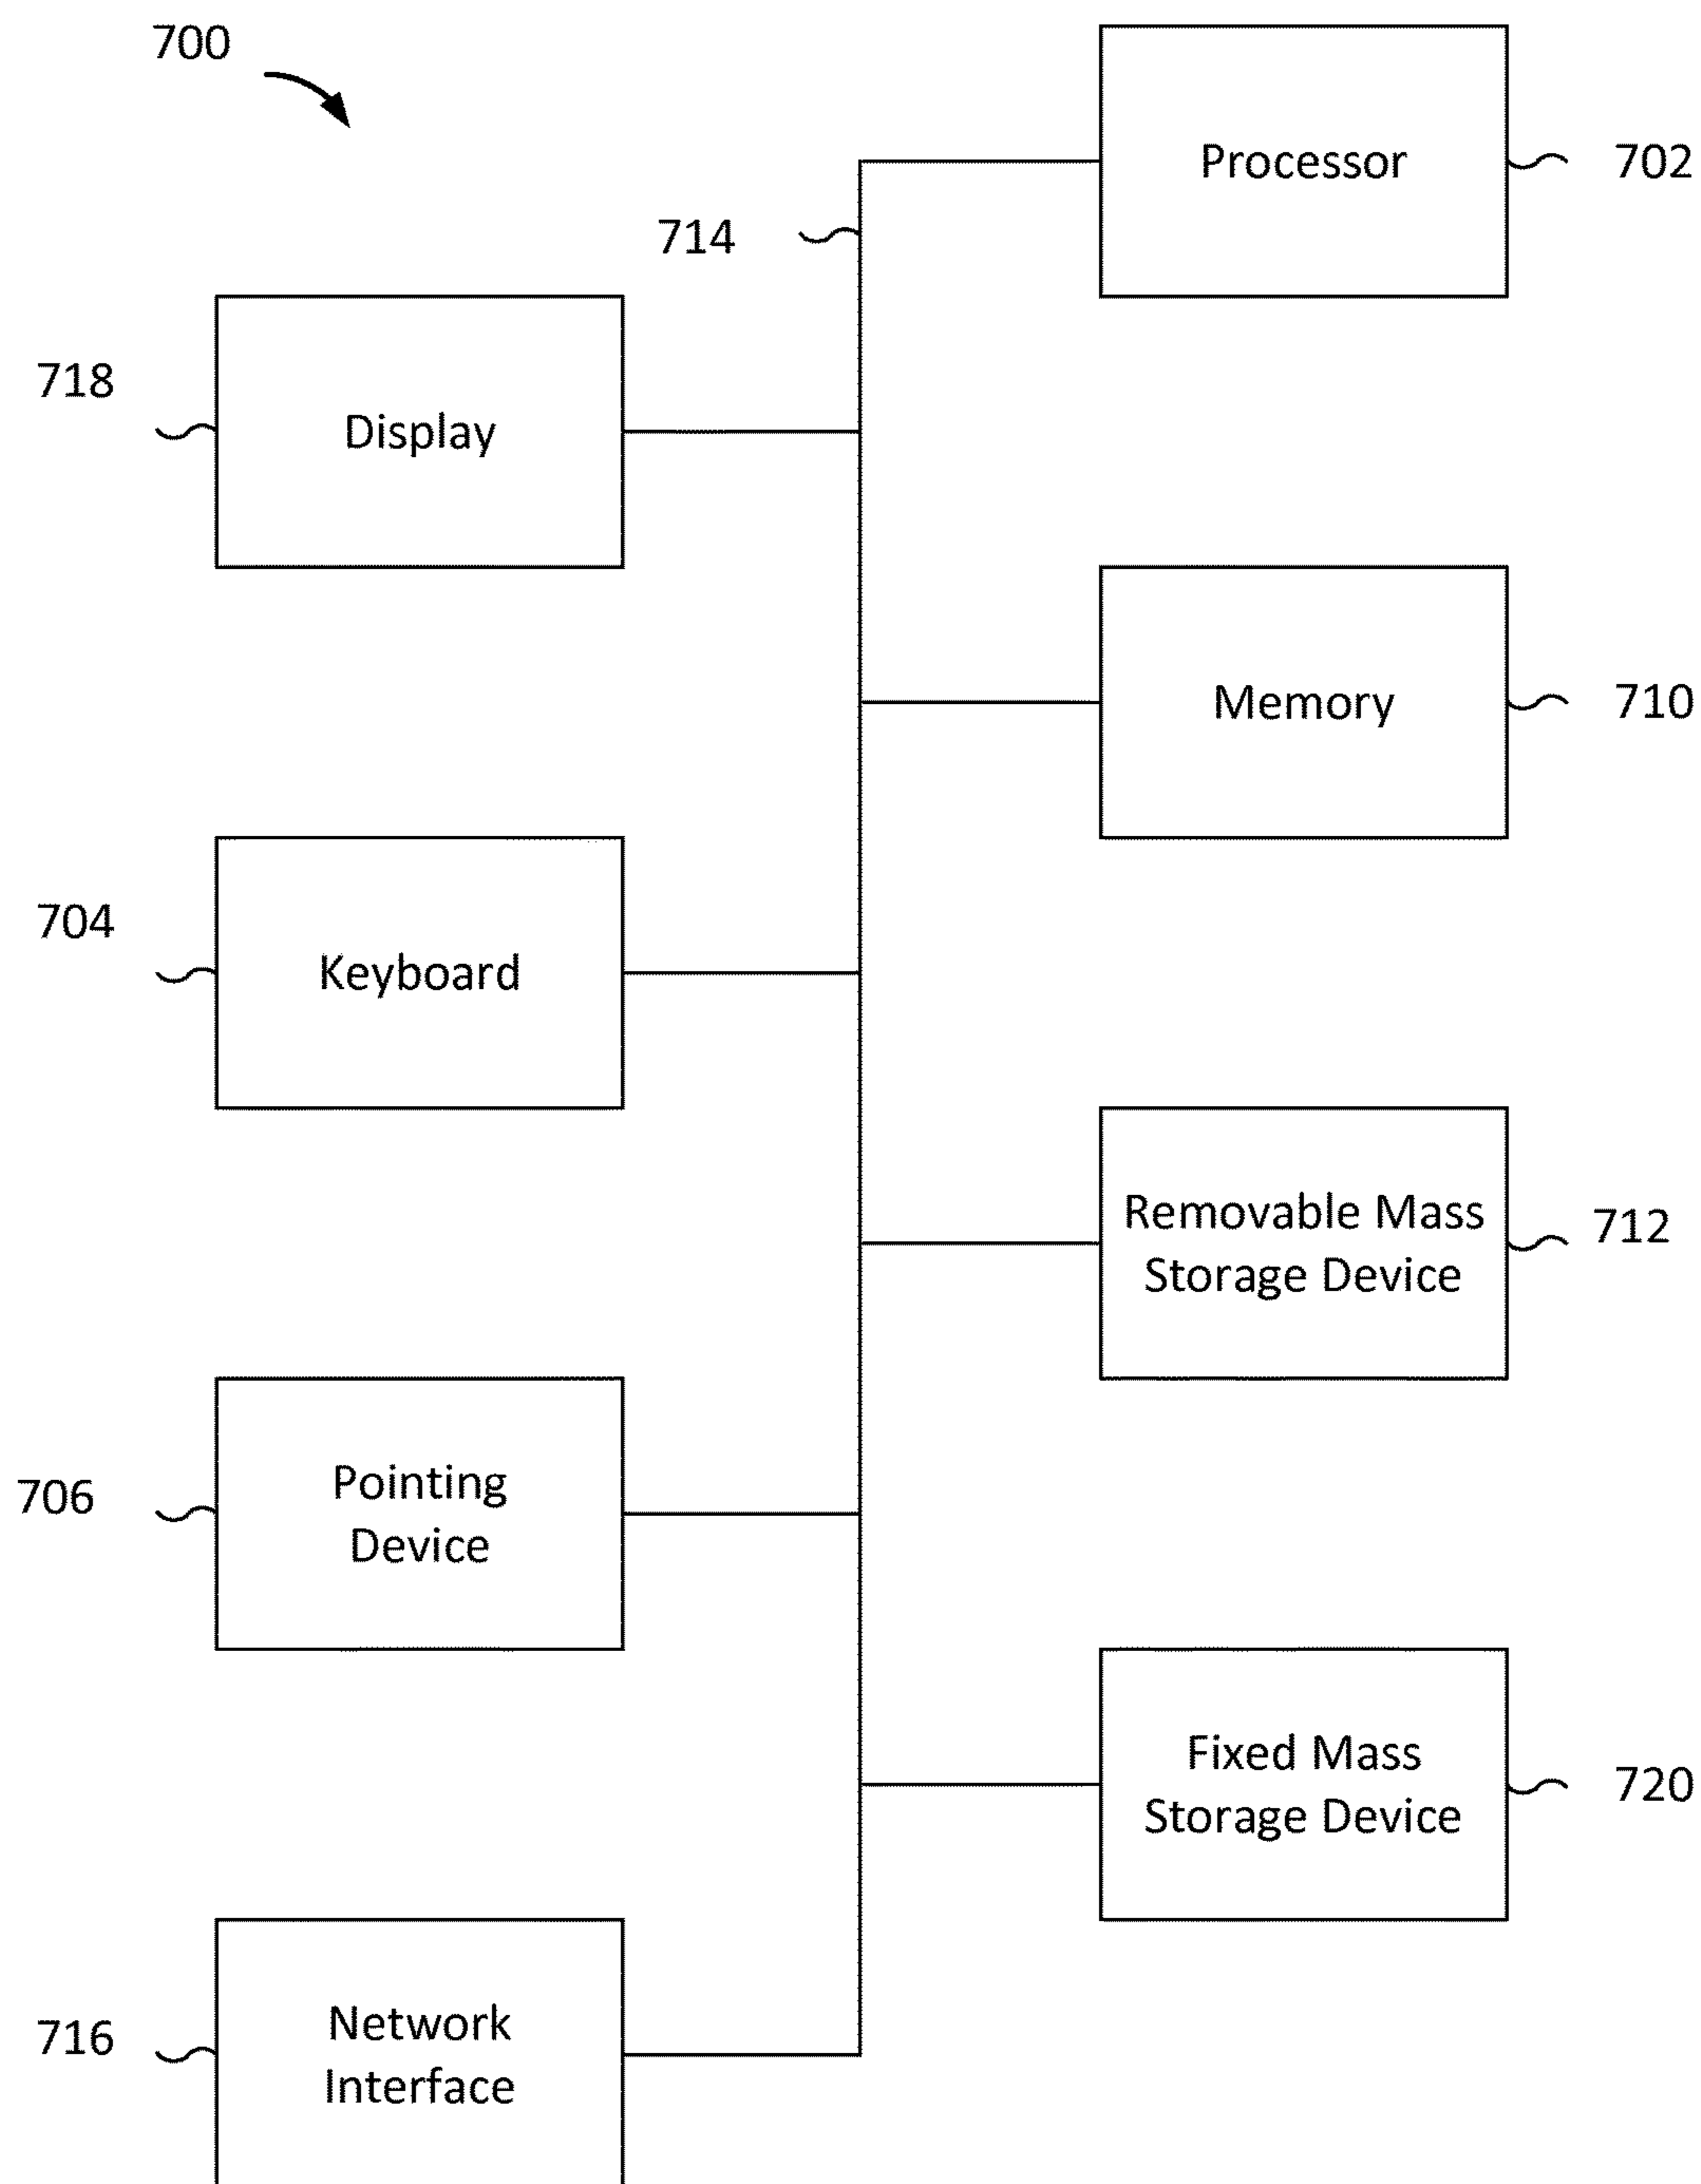 700
Processor
702
714
718
Display
Memory
710
704
Keyboard
Removable Mass
Storage Device
712
706
Pointing
Device
Fixed Mass
Storage Device
720
716
Network
Interface